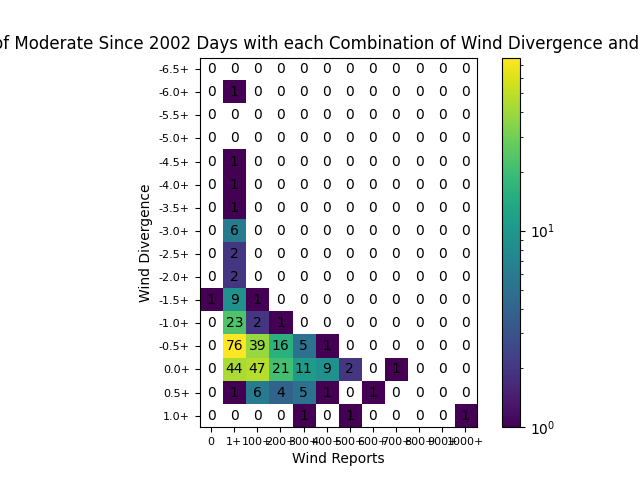 of Moderate Since 2002 Days with each Combination of Wind Divergence and
-6.5+ 0 0 0 0 0 0 0 0 0 0 0 0
-6.0+ 0 1 0 0 0 0 0 0 0 0 0 0
-5.5+ 0 0 0 0 0 0 0 0 0 0 0 0
-5.0+ 0 0 0 0 0 0 0 0 0 0 0 0
-4.5+ 0 1 0 0 0 0 0 0 0 0 0 0
-4.0+ 0 1 0 0 0 0 0 0 0 0 0 0
-3.5+ 0 1 0 0 0 0 0 0 0 0 0 0
-3.0+ 0 6 0 0 0 0 0 0 0 0 0 0
-2.5+ 0 2 0 0 0 0 0 0 0 0 0 0
-2.0+ 0 2 0 0 0 0 0 0 0 0 0 0
-1.5+ 1 9 1 0 0 0 0 0 0 0 0 0
-1.0+ 0 23 2 1 0 0 0 0 0 0 0 0
-0.5+ 0 76 39 16 5 1 0 0 0 0 0 0
0.0+ 0 44 47 21 11 9 2 0 1 0 0 0
0.5+ 0 1 6 4 5 1 0 1 0 0 0 0
1.0+ 0 0 0 0 1 0 1 0 0 0 0 1
0 1+ 100+ 200+ 300+ 400+ 500+ 600+ 700+ 800+ 900+ 1000+
Wind Reports
Wind Divergence
10¹
10⁰